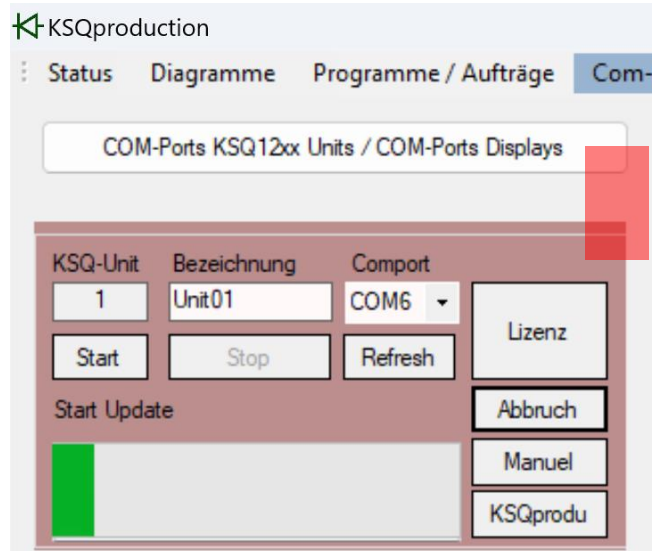 KSQproduction
Status Diagramme Programme / Aufträge Com-
COM-Ports KSQ12xx Units / COM-Ports Displays
KSQ-Unit Bezeichnung Comport
1 Unit01 COM6
Lizenz
Start Stop Refresh
Start Update Abbruch
Manuel
KSQprodu